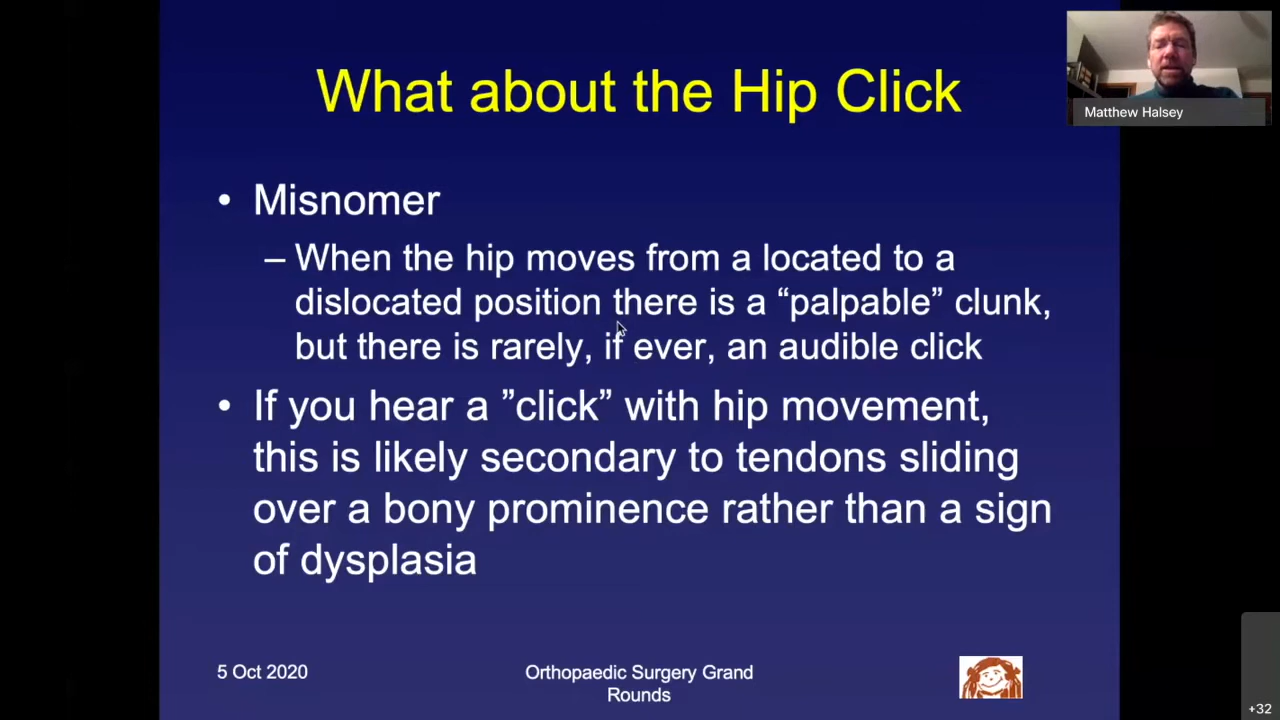 What about the Hip Click
Matthew Halsey
• Misnomer
– When the hip moves from a located to a
dislocated position there is a “palpable” clunk,
but there is rarely, if ever, an audible click
• If you hear a ”click” with hip movement,
this is likely secondary to tendons sliding
over a bony prominence rather than a sign
of dysplasia
5 Oct 2020
Orthopaedic Surgery Grand
Rounds
+32